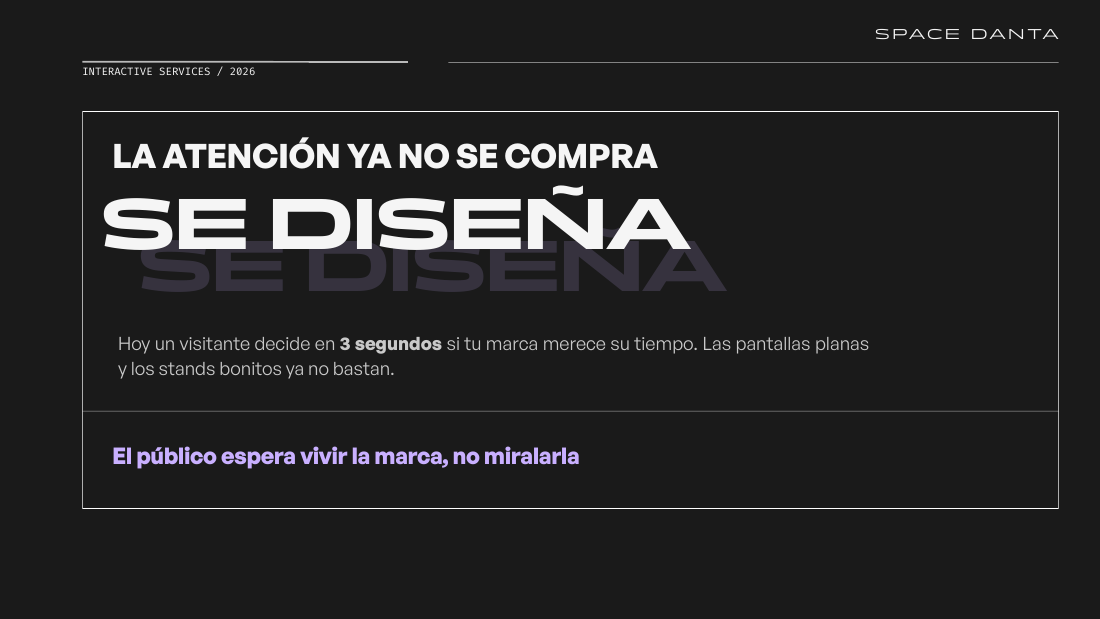 SPACE DANTA
INTERACTIVE SERVICES / 2026
LA ATENCIÓN YA NO SE COMPRA
SE DISEÑA
SE DISEÑA
Hoy un visitante decide en 3 segundos si tu marca merece su tiempo. Las pantallas planas
y los stands bonitos ya no bastan.
El público espera vivir la marca, no miralarla